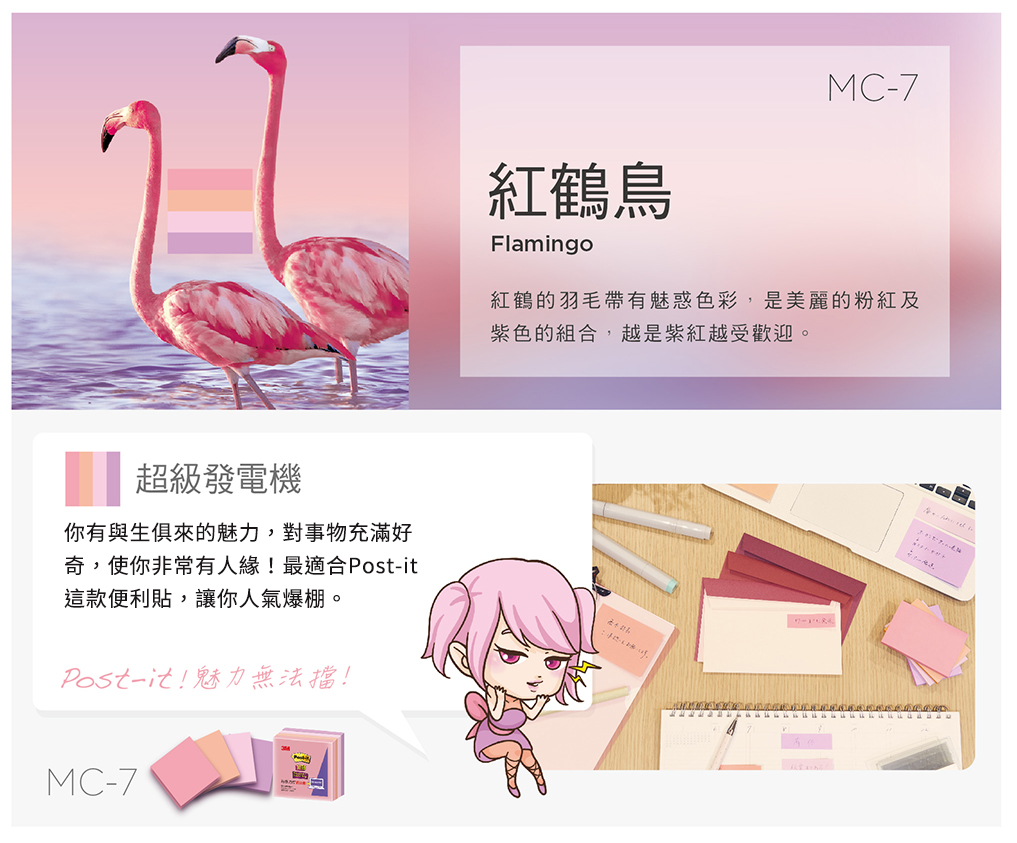 MC-7
紅鶴鳥
Flamingo
紅鶴的羽毛帶有魅惑色彩，是美麗的粉紅及
紫色的組合，越是紫紅越受歡迎。
超級發電機
你有與生俱來的魅力，對事物充滿好
奇，使你非常有人緣！最適合Post-it
這款便利貼，讓你人氣爆棚。
Post-it！魅力無法擋！
MC-7
3M
Post-it